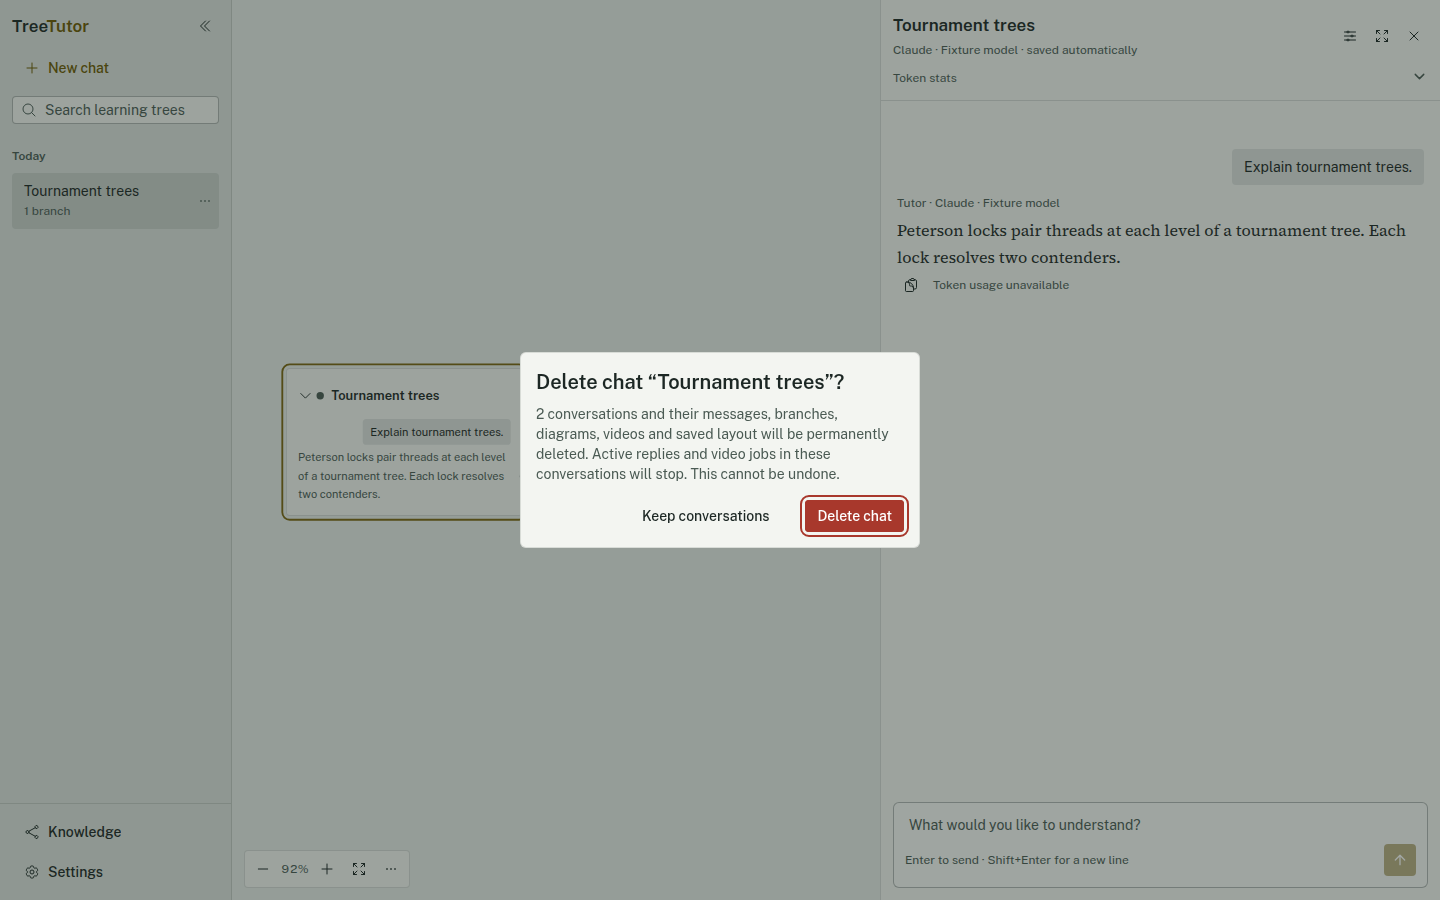 TreeTutor
New chat
Search learning trees
Today
Tournament trees
1 branch
Knowledge
Settings
Tournament trees
Explain tournament trees.
Peterson locks pair threads at each level
of a tournament tree. Each lock resolves
two contenders.
92%
Delete chat “Tournament trees”?
2 conversations and their messages, branches,
diagrams, videos and saved layout will be permanently
deleted. Active replies and video jobs in these
conversations will stop. This cannot be undone.
Keep conversations
Delete chat
Tournament trees
Claude · Fixture model · saved automatically
Token stats
Explain tournament trees.
Tutor · Claude · Fixture model
Peterson locks pair threads at each level of a tournament tree. Each
lock resolves two contenders.
Token usage unavailable
What would you like to understand?
Enter to send · Shift+Enter for a new line